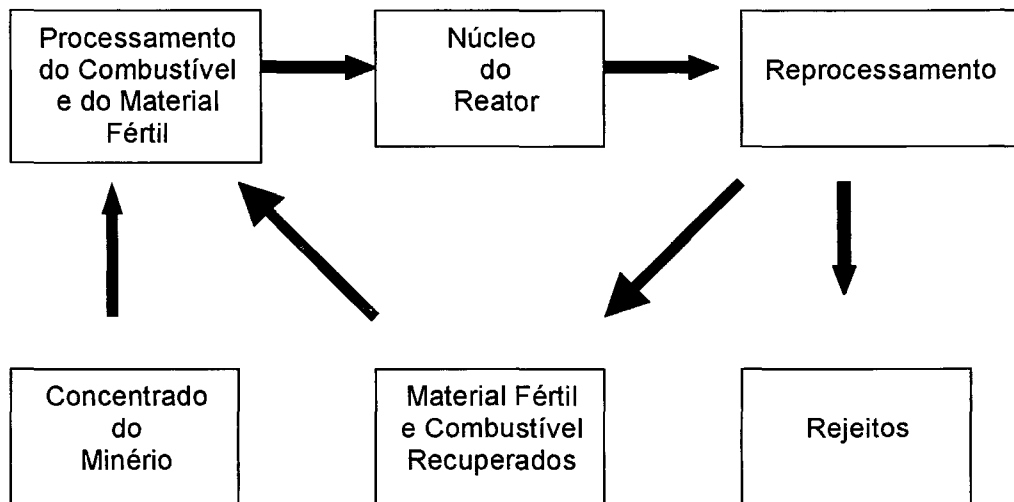 Processamento
do Combustível
e do Material
Fértil
Núcleo
do
Reator
Reprocessamento
Concentrado
do
Minério
Material Fértil
e Combustível
Recuperados
Rejeitos